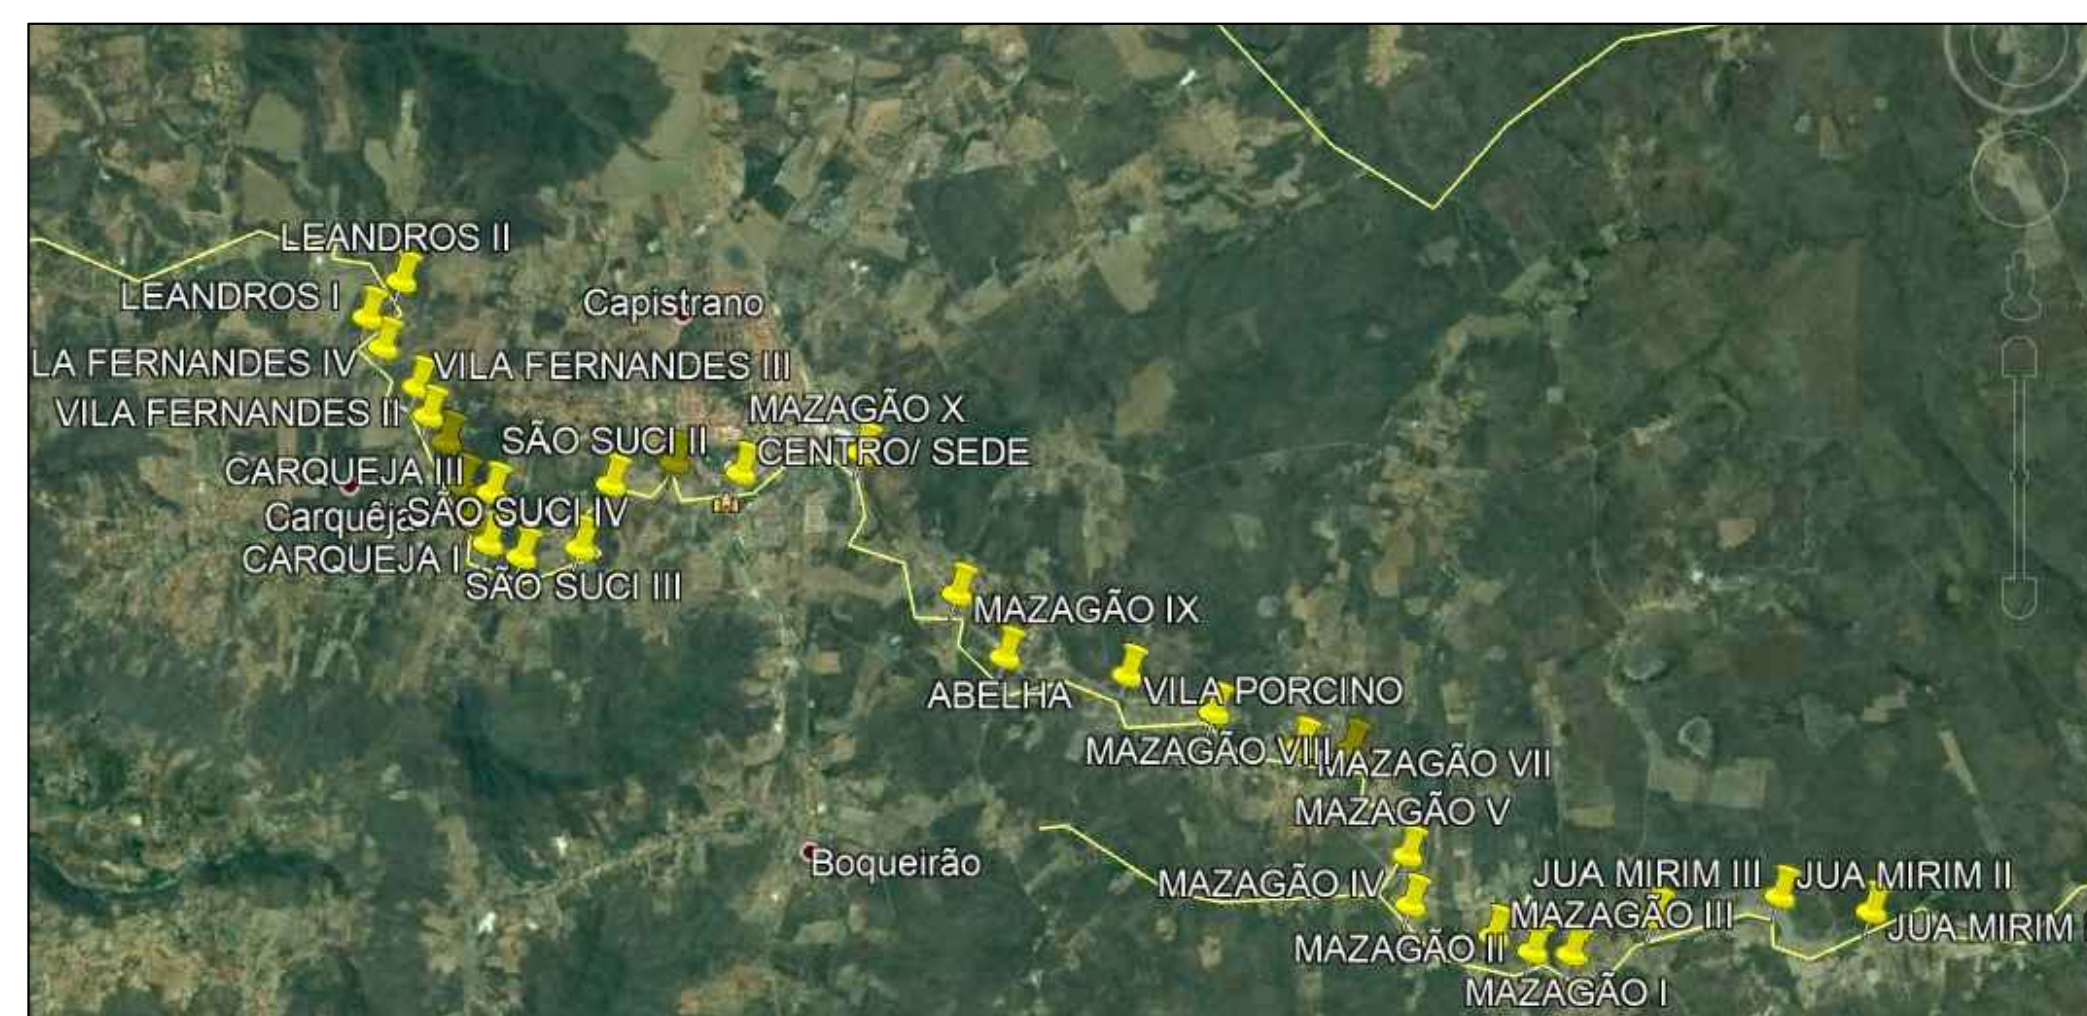 LEANDROS II
LEANDROS I
Capistrano
LA FERNANDES IV
VILA FERNANDES III
VILA FERNANDES II
MAZAGÃO X
SÃO SUCI II
CENTRO/ SEDE
CARQUEJA III
Carquêja
SÃO SUCI IV
CARQUEJA I
SÃO SUCI III
MAZAGÃO IX
ABELHA
VILA PORCINO
MAZAGÃO VIII
MAZAGÃO VII
MAZAGÃO V
Boqueirão
MAZAGÃO IV
JUA MIRIM III
JUA MIRIM II
MAZAGÃO III
JUA MIRIM I
MAZAGÃO II
MAZAGÃO I